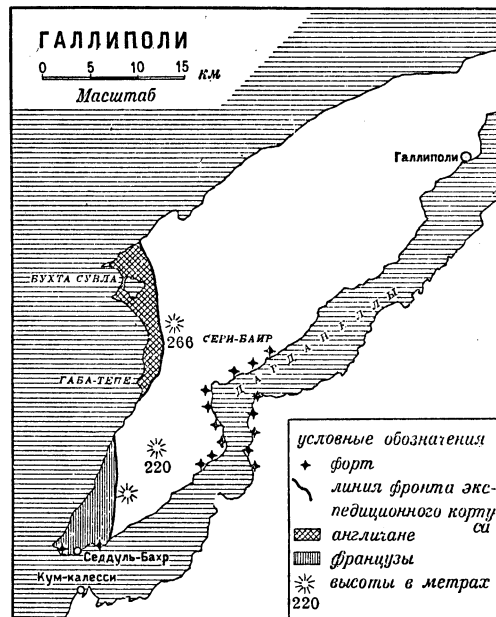 ГАЛЛИПОЛИ
0 5 10 15
км
Масштаб
Галлиполи
БУХТА СУВЛА
266
СЕРИ-БАИР
ДАРДАНЕЛЛЫ
ГАБА-ТЕПЕ
220
Седдуль-Бахр
Кум-калесси
условные обозначения
форт
линия фронта экс-
педиционного корпу
са
англичане
французы
высоты в метрах
220